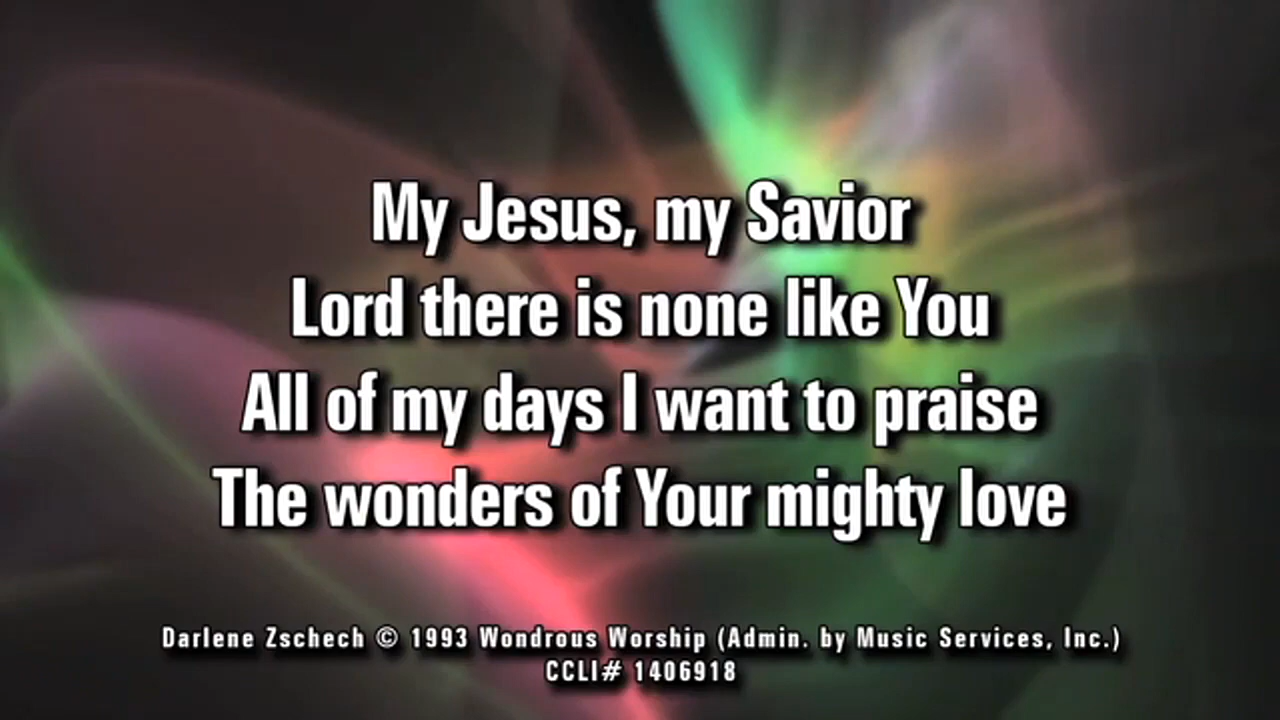 My Jesus, my Savior
Lord there is none like You
All of my days I want to praise
The wonders of Your mighty love
Darlene Zschech © 1993 Wondrous Worship (Admin. by Music Services, Inc.)
CCLI# 1406918